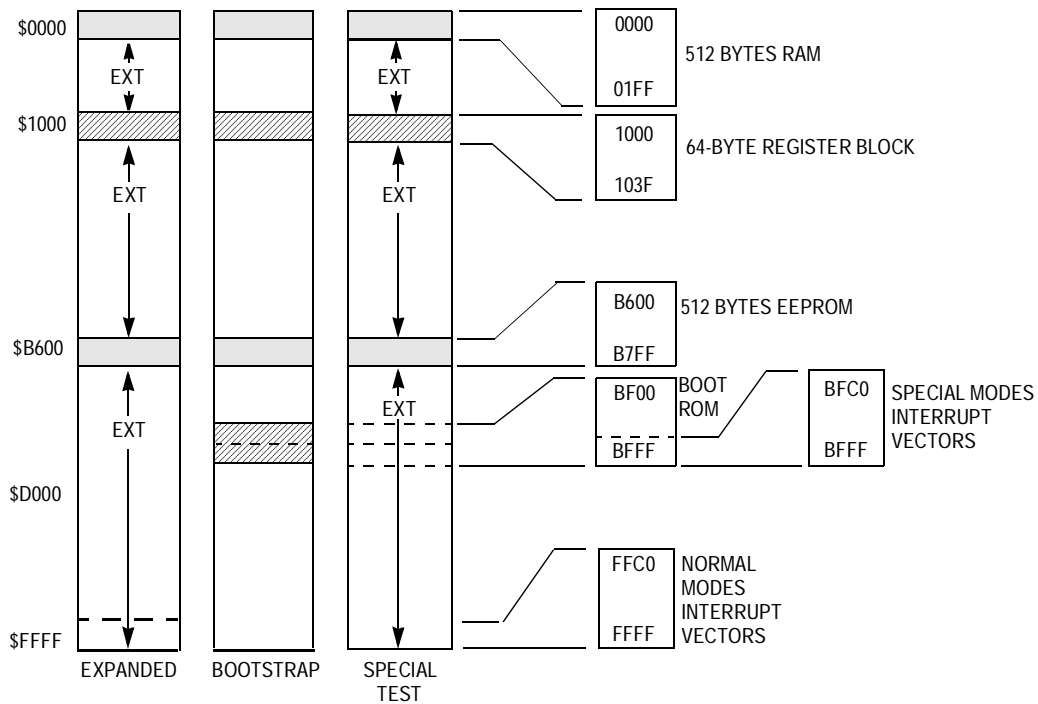 $0000
EXT
EXT
0000
01FF
512 BYTES RAM
$1000
EXT
EXT
1000
103F
64-BYTE REGISTER BLOCK
$B600
EXT
EXT
B600
B7FF
512 BYTES EEPROM
BF00
BFFF
BOOT
ROM
BFC0
BFFF
SPECIAL MODES
INTERRUPT
VECTORS
$D000
FFC0
FFFF
NORMAL
MODES
INTERRUPT
VECTORS
$FFFF
EXPANDED
BOOTSTRAP
SPECIAL
TEST